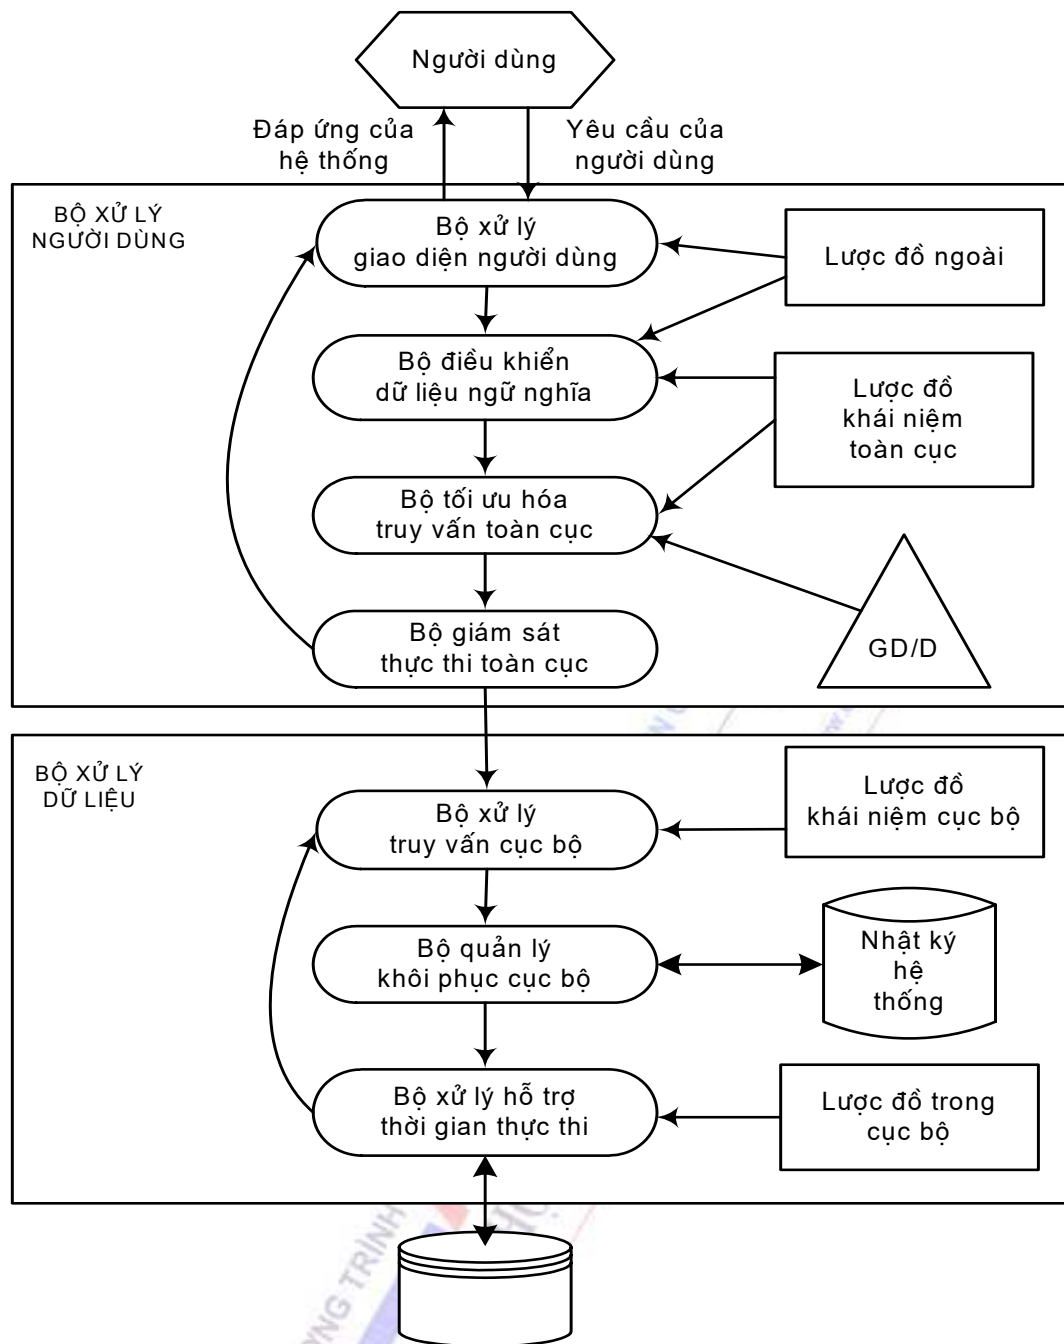 Người dùng
Đáp ứng của
hệ thống
Yêu cầu của
người dùng
BỘ XỬ LÝ
NGƯỜI DÙNG
Bộ xử lý
giao diện người dùng
Lược đồ ngoài
Bộ điều khiển
dữ liệu ngữ nghĩa
Lược đồ
khái niệm
toàn cục
Bộ tối ưu hóa
truy vấn toàn cục
Bộ giám sát
thực thi toàn cục
GD/D
BỘ XỬ LÝ
DỮ LIỆU
Bộ xử lý
truy vấn cục bộ
Lược đồ
khái niệm cục bộ
Bộ quản lý
khôi phục cục bộ
Nhật ký
hệ
thống
Bộ xử lý hỗ trợ
thời gian thực thi
Lược đồ trong
cục bộ